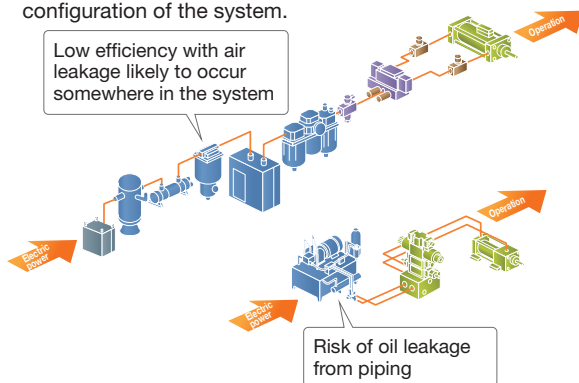 configuration of the system.
Low efficiency with air
leakage likely to occur
somewhere in the system
Operation
Electric
power
Operation
Electric
power
Risk of oil leakage
from piping